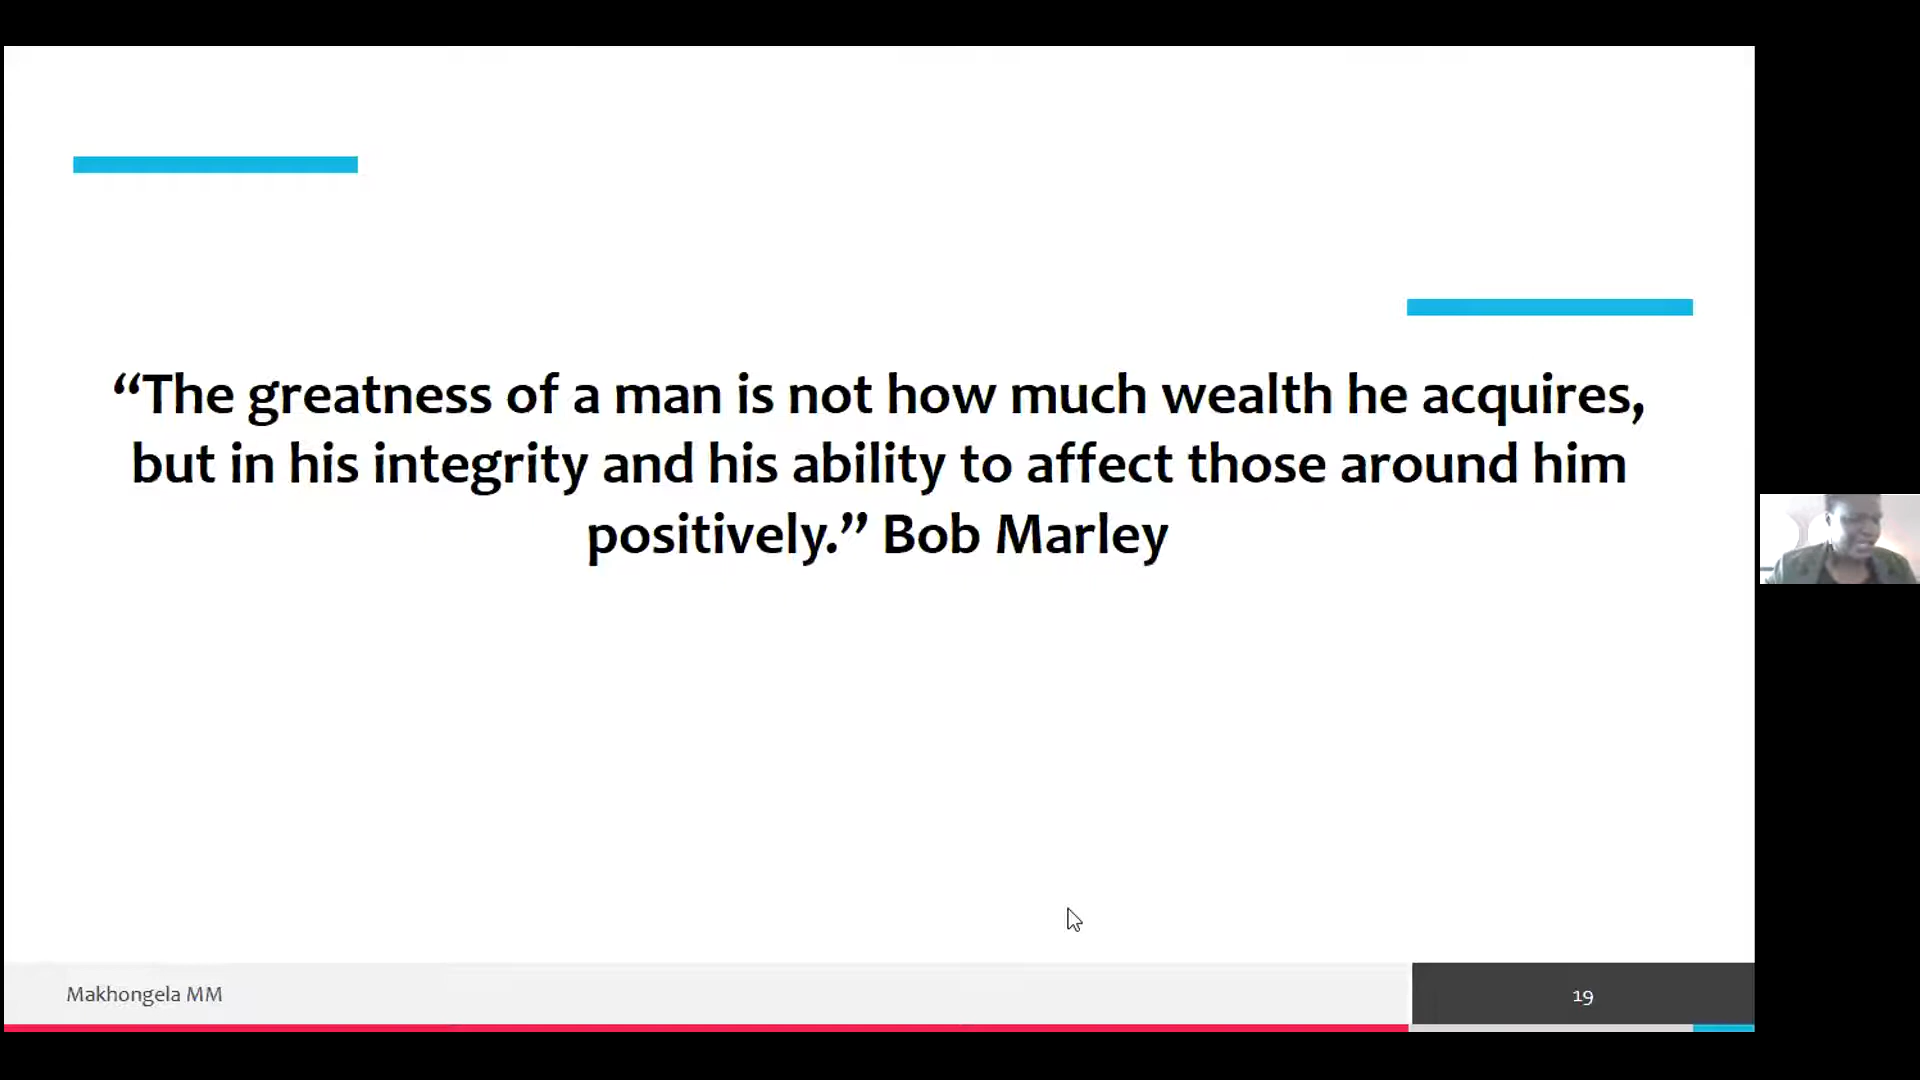 “The greatness of a man is not how much wealth he acquires,
but in his integrity and his ability to affect those around him
positively.” Bob Marley
Makhongela MM
19